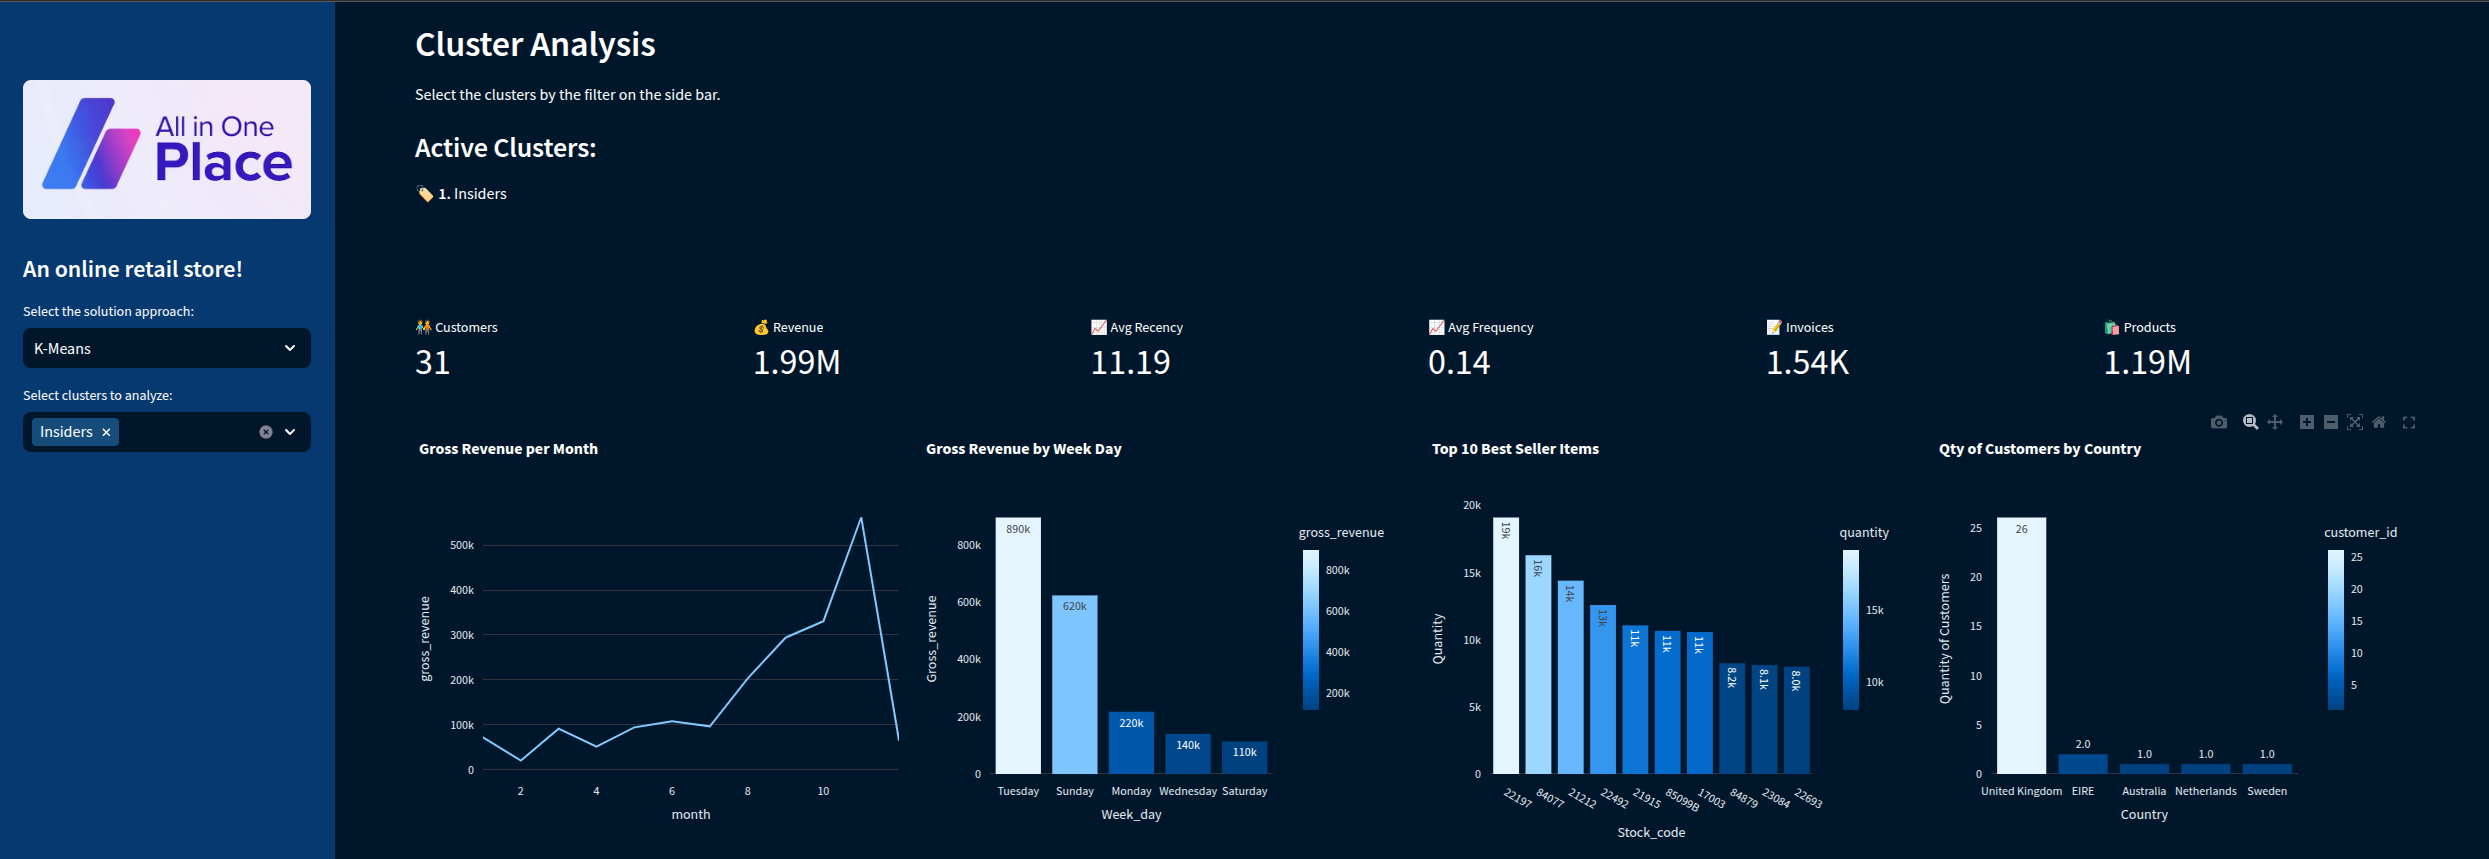 All in One
Place
An online retail store!
Select the solution approach:
K-Means
Select clusters to analyze:
Insiders
Cluster Analysis
Select the clusters by the filter on the side bar.
Active Clusters:
1. Insiders
Customers
31
Revenue
1.99M
Avg Recency
11.19
Avg Frequency
0.14
Invoices
1.54K
Products
1.19M
Gross Revenue per Month
gross_revenue
500k
400k
300k
200k
100k
0
2 4 6 8 10
month
Gross Revenue by Week Day
Gross_revenue
800k
600k
400k
200k
0
890k
620k
220k
140k
110k
Tuesday Sunday Monday Wednesday Saturday
Week_day
gross_revenue
800k
600k
400k
200k
Top 10 Best Seller Items
Quantity
20k
15k
10k
5k
0
19k
16k
14k
13k
11k
11k
11k
8.2k
8.1k
8.0k
22197 84077 21212 22492 21915 85099B 17003 84879 23084 22693
Stock_code
quantity
15k
10k
Qty of Customers by Country
Quantity of Customers
25
20
15
10
5
0
26
2.0
1.0
1.0
1.0
United Kingdom EIRE Australia Netherlands Sweden
Country
customer_id
25
20
15
10
5